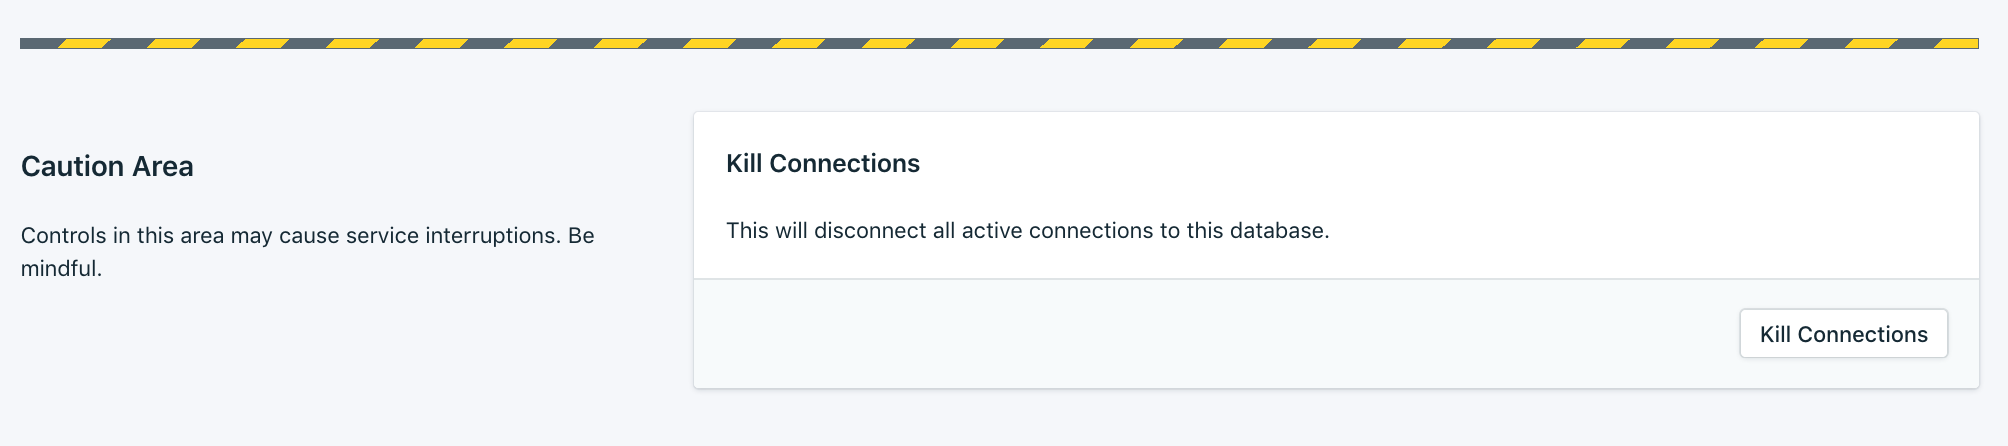 Caution Area
Controls in this area may cause service interruptions. Be
mindful.
Kill Connections
This will disconnect all active connections to this database.
Kill Connections